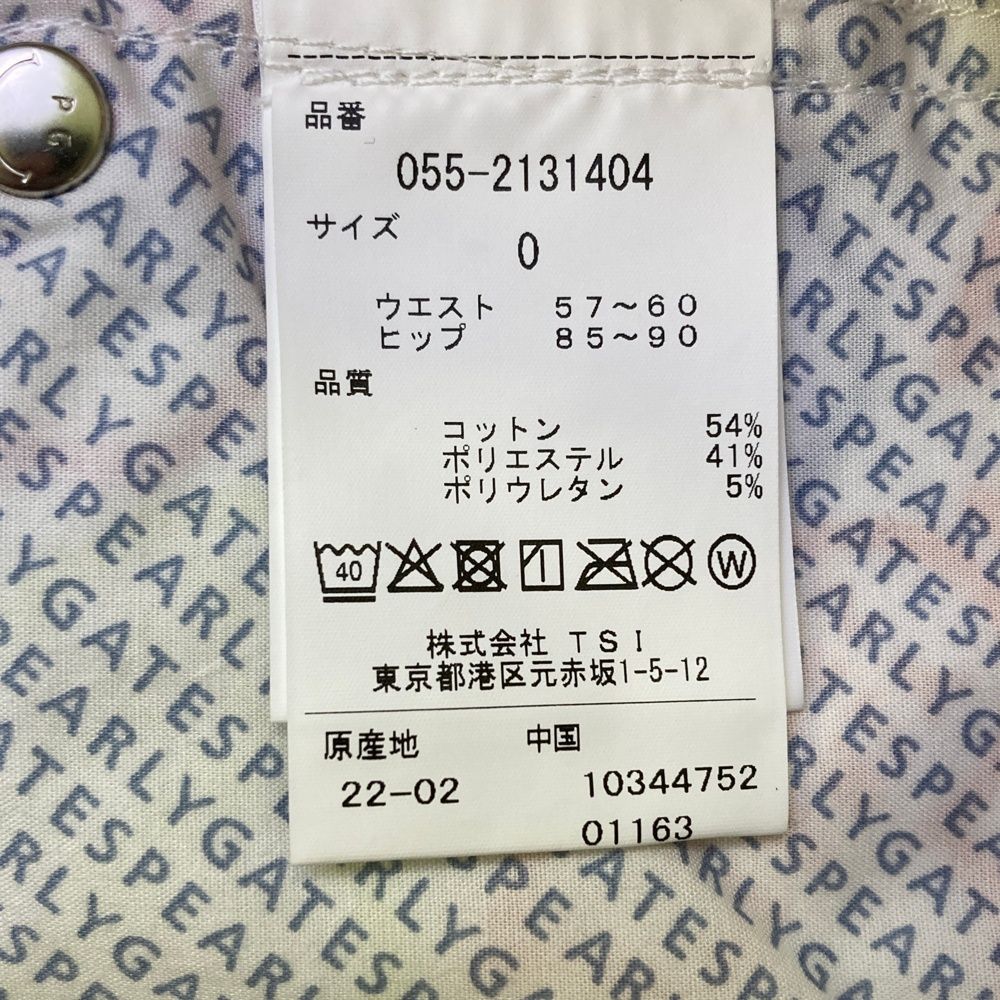 品番
055-2131404
サイズ
0
ウエスト 57～60
ヒップ 85～90
品質
コットン 54%
ポリエステル 41%
ポリウレタン 5%
40
W
株式会社 TSI
東京都港区元赤坂1-5-12
原産地 中国
22-02 10344752
01163
PEARLYGATES